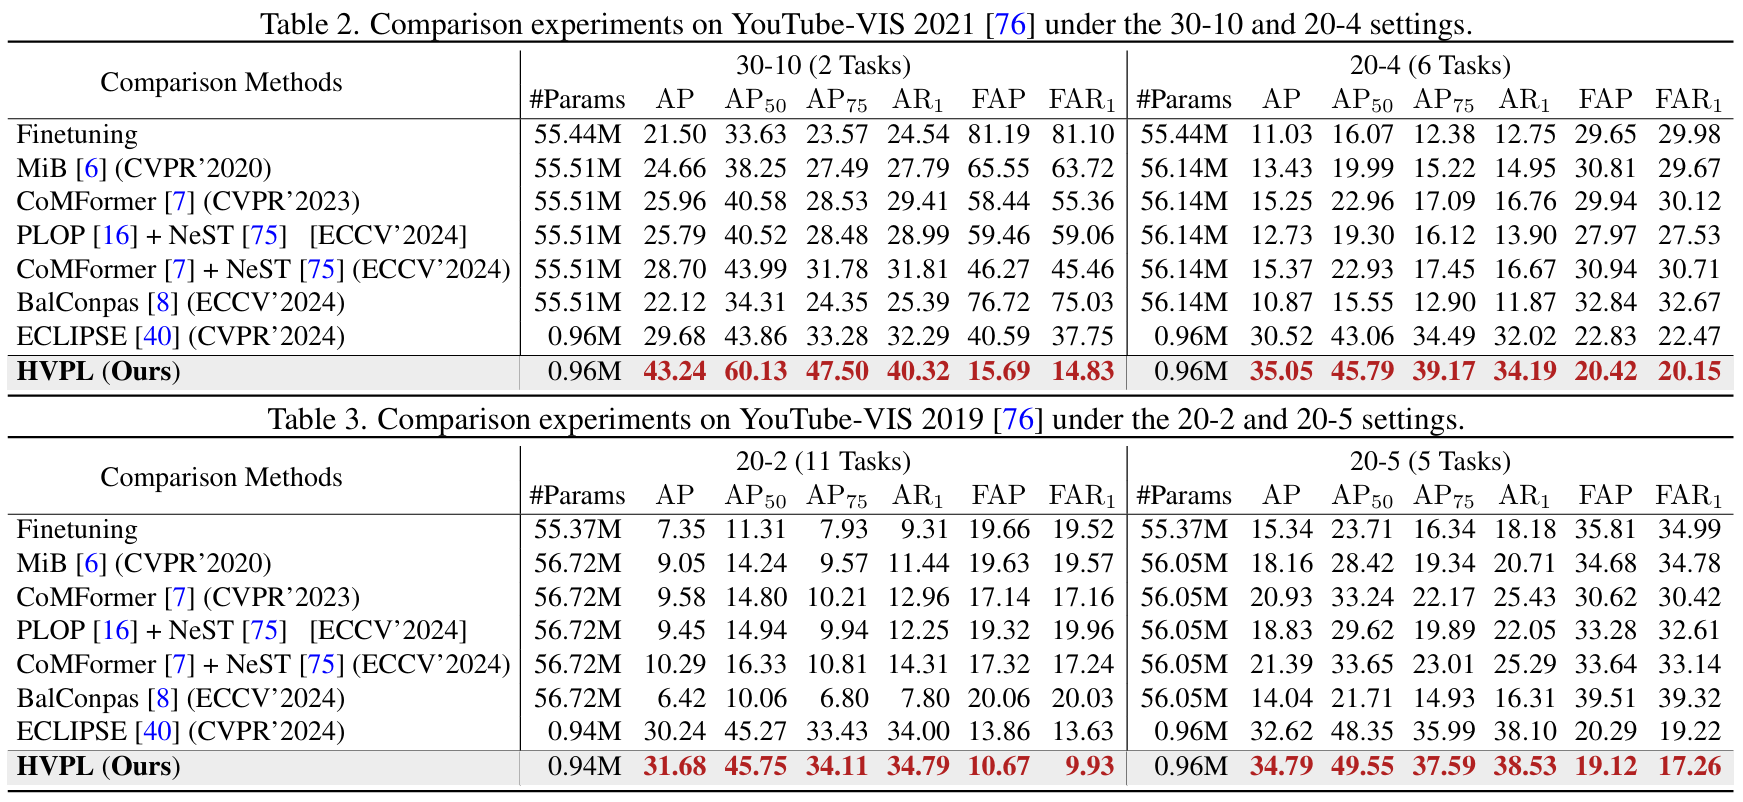 Table 2. Comparison experiments on YouTube-VIS 2021 [76] under the 30-10 and 20-4 settings.
Comparison Methods 30-10 (2 Tasks) 20-4 (6 Tasks)
#Params AP AP50 AP75 AR1 FAP FAR1 #Params AP AP50 AP75 AR1 FAP FAR1
Finetuning 55.44M 21.50 33.63 23.57 24.54 81.19 81.10 55.44M 11.03 16.07 12.38 12.75 29.65 29.98
MiB [6] (CVPR'2020) 55.51M 24.66 38.25 27.49 27.79 65.55 63.72 56.14M 13.43 19.99 15.22 14.95 30.81 29.67
CoMFormer [7] (CVPR'2023) 55.51M 25.96 40.58 28.53 29.41 58.44 55.36 56.14M 15.25 22.96 17.09 16.76 29.94 30.12
PLOP [16] + NeST [75] [ECCV'2024] 55.51M 25.79 40.52 28.48 28.99 59.46 59.06 56.14M 12.73 19.30 16.12 13.90 27.97 27.53
CoMFormer [7] + NeST [75] (ECCV'2024) 55.51M 28.70 43.99 31.78 31.81 46.27 45.46 56.14M 15.37 22.93 17.45 16.67 30.94 30.71
BalConpas [8] (ECCV'2024) 55.51M 22.12 34.31 24.35 25.39 76.72 75.03 56.14M 10.87 15.55 12.90 11.87 32.84 32.67
ECLIPSE [40] (CVPR'2024) 0.96M 29.68 43.86 33.28 32.29 40.59 37.75 0.96M 30.52 43.06 34.49 32.02 22.83 22.47
HVPL (Ours) 0.96M 43.24 60.13 47.50 40.32 15.69 14.83 0.96M 35.05 45.79 39.17 34.19 20.42 20.15
Table 3. Comparison experiments on YouTube-VIS 2019 [76] under the 20-2 and 20-5 settings.
Comparison Methods 20-2 (11 Tasks) 20-5 (5 Tasks)
#Params AP AP50 AP75 AR1 FAP FAR1 #Params AP AP50 AP75 AR1 FAP FAR1
Finetuning 55.37M 7.35 11.31 7.93 9.31 19.66 19.52 55.37M 15.34 23.71 16.34 18.18 35.81 34.99
MiB [6] (CVPR'2020) 56.72M 9.05 14.24 9.57 11.44 19.63 19.57 56.05M 18.16 28.42 19.34 20.71 34.68 34.78
CoMFormer [7] (CVPR'2023) 56.72M 9.58 14.80 10.21 12.96 17.14 17.16 56.05M 20.93 33.24 22.17 25.43 30.62 30.42
PLOP [16] + NeST [75] [ECCV'2024] 56.72M 9.45 14.94 9.94 12.25 19.32 19.96 56.05M 18.83 29.62 19.89 22.05 33.28 32.61
CoMFormer [7] + NeST [75] (ECCV'2024) 56.72M 10.29 16.33 10.81 14.31 17.32 17.24 56.05M 21.39 33.65 23.01 25.29 33.64 33.14
BalConpas [8] (ECCV'2024) 56.72M 6.42 10.06 6.80 7.80 20.06 20.03 56.05M 14.04 21.71 14.93 16.31 39.51 39.32
ECLIPSE [40] (CVPR'2024) 0.94M 30.24 45.27 33.43 34.00 13.86 13.63 0.96M 32.62 48.35 35.99 38.10 20.29 19.22
HVPL (Ours) 0.94M 31.68 45.75 34.11 34.79 10.67 9.93 0.96M 34.79 49.55 37.59 38.53 19.12 17.26